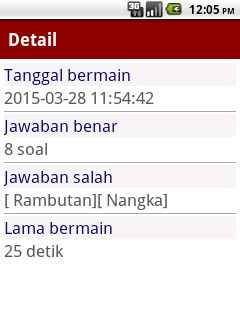 3G
12:05 PM
Detail
Tanggal bermain
2015-03-28 11:54:42
Jawaban benar
8 soal
Jawaban salah
[ Rambutan][ Nangka]
Lama bermain
25 detik